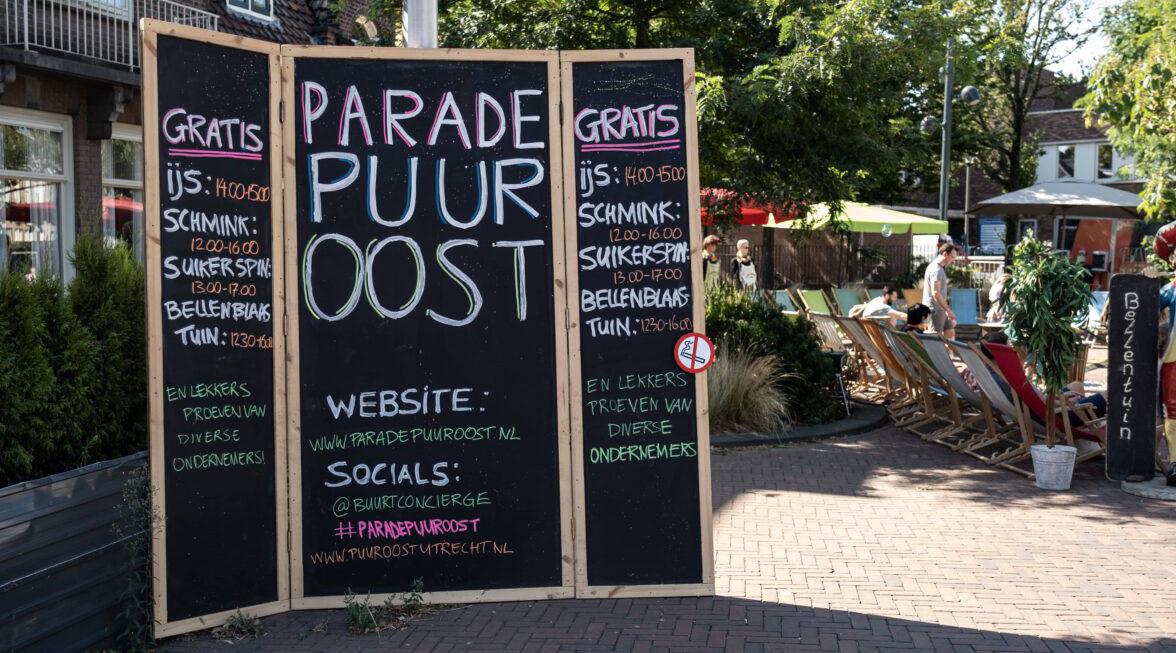 GRATIS
IJS: 14.00-15.00
SCHMINK:
12.00-16.00
SUIKERSPIN:
13.00-17.00
BELLENBLAAS
TUIN: 12.30-16.00
EN LEKKERS
PROEVEN VAN
DIVERSE
ONDERNEMERS!
PARADE
PUUR
OOST
WEBSITE:
WWW.PARADEPUUROOST.NL
SOCIALS:
@BUURTCONCIERGE
#PARADEPUUROOST
WWW.PUUROOSTUTRECHT.NL
GRATIS
IJS: 14.00-15.00
SCHMINK:
12.00-16.00
SUIKERSPIN:
13.00-17.00
BELLENBLAAS
TUIN: 12.30-16.00
EN LEKKERS
PROEVEN VAN
DIVERSE
ONDERNEMERS
Bellentuin